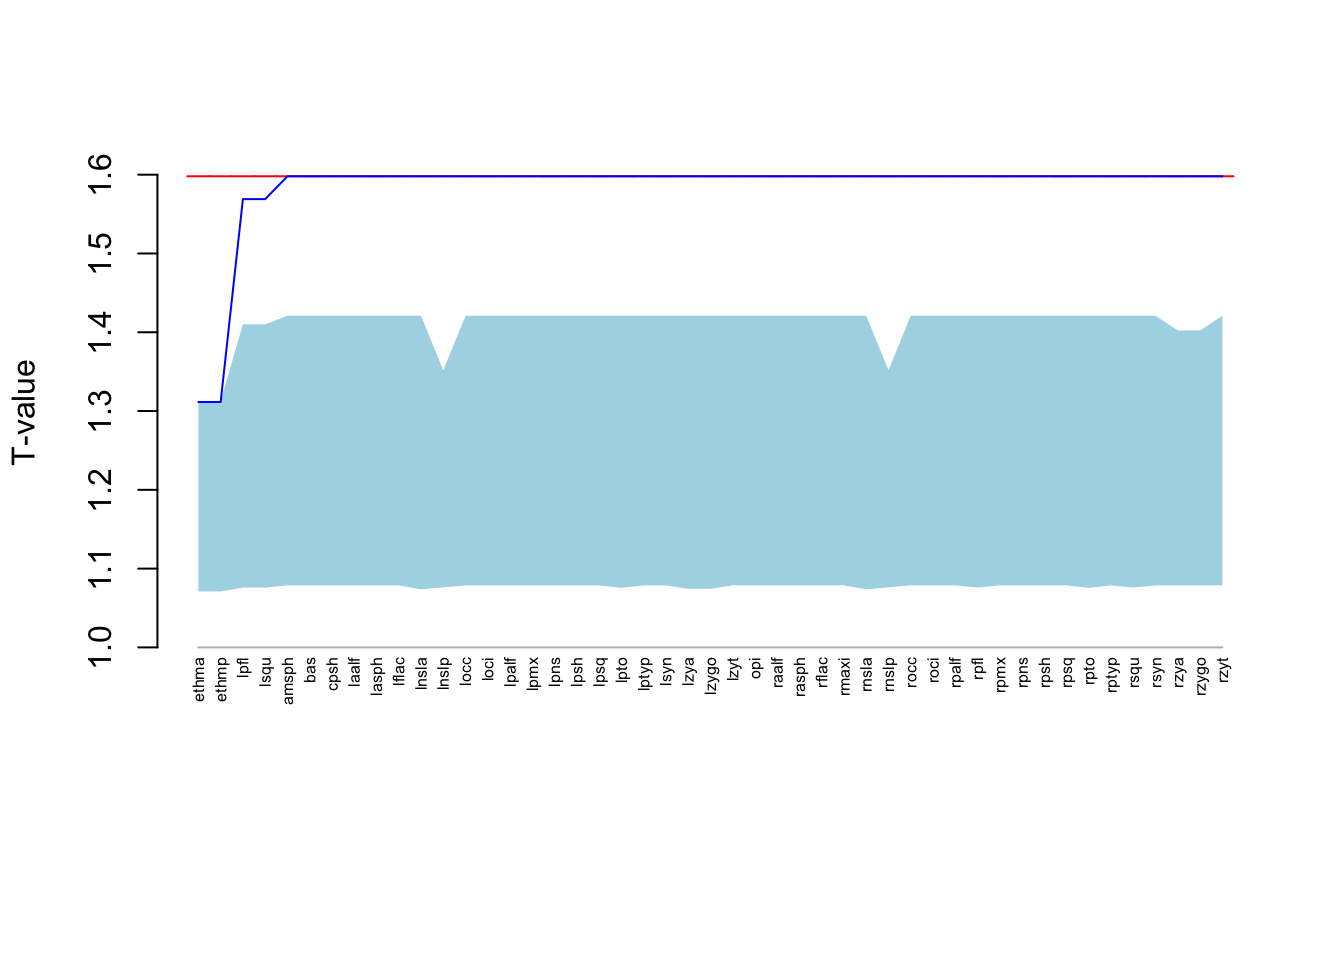 T-value
1.6
1.5
1.4
1.3
1.2
1.1
1.0
ethma
ethmp
lpfl
lsqu
amsph
bas
cpsh
laalf
lasph
lflac
lnsla
lnslp
locc
loci
lpalf
lpmx
lpns
lpsh
lpsq
lpto
lptyp
lsyn
lzya
lzygo
lzyt
opi
raalf
rasph
rflac
rmaxi
rnsla
rnslp
rocc
roci
rpalf
rpfl
rpmx
rpns
rpsh
rpsq
rpto
rptyp
rsqu
rsyn
rzya
rzygo
rzyt